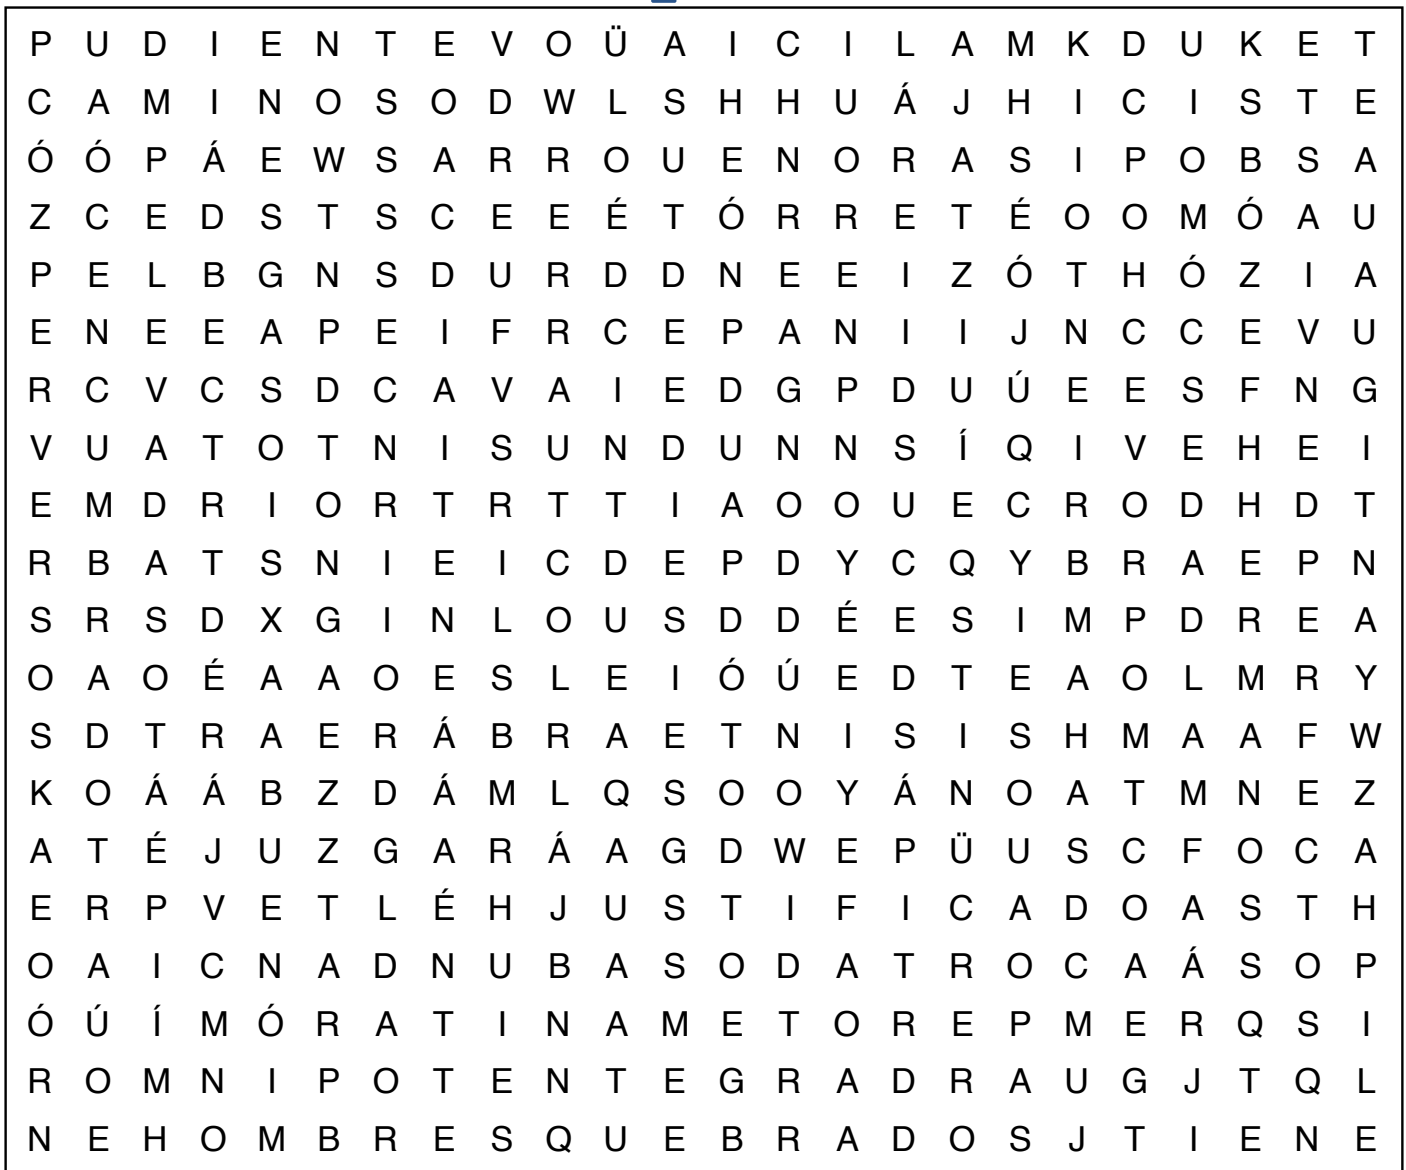 P U D I E N T E V O Ü A I C I L A M K D U K E T
C A M I N O S O D W L S H H U Á J H I C I S T E
Ó Ó P Á E W S A R R O U E N O R A S I P O B S A
Z C E D S T S C E E É T Ó R R E T É O O M Ó A U
P E L B G N S D U R D D N E E I Z Ó T H Ó Z I A
E N E E A P E I F R C E P A N I I J N C C E V U
R C V C S D C A V A I E D G P D U Ú E E S F N G
V U A T O T N I S U N D U N N S Í Q I V E H E I
E M D R I O R T R T T I A O O U E C R O D H D T
R B A T S N I E I C D E P D Y C Q Y B R A E P N
S R S D X G I N L O U S D D É E S I M P D R E A
O A O É A A O E S L E I Ó Ú E D T E A O L M R Y
S D T R A E R Á B R A E T N I S I S H M A A F W
K O Á Á B Z D Á M L Q S O O Y Á N O A T M N E Z
A T É J U Z G A R Á A G D W E P Ü U S C F O C A
E R P V E T L É H J U S T I F I C A D O A S T H
O A I C N A D N U B A S O D A T R O C A Á S O P
Ó Ú Í M Ó R A T I N A M E T O R E P M E R Q S I
R O M N I P O T E N T E G R A D R A U G J T Q L
N E H O M B R E S Q U E B R A D O S J T I E N E